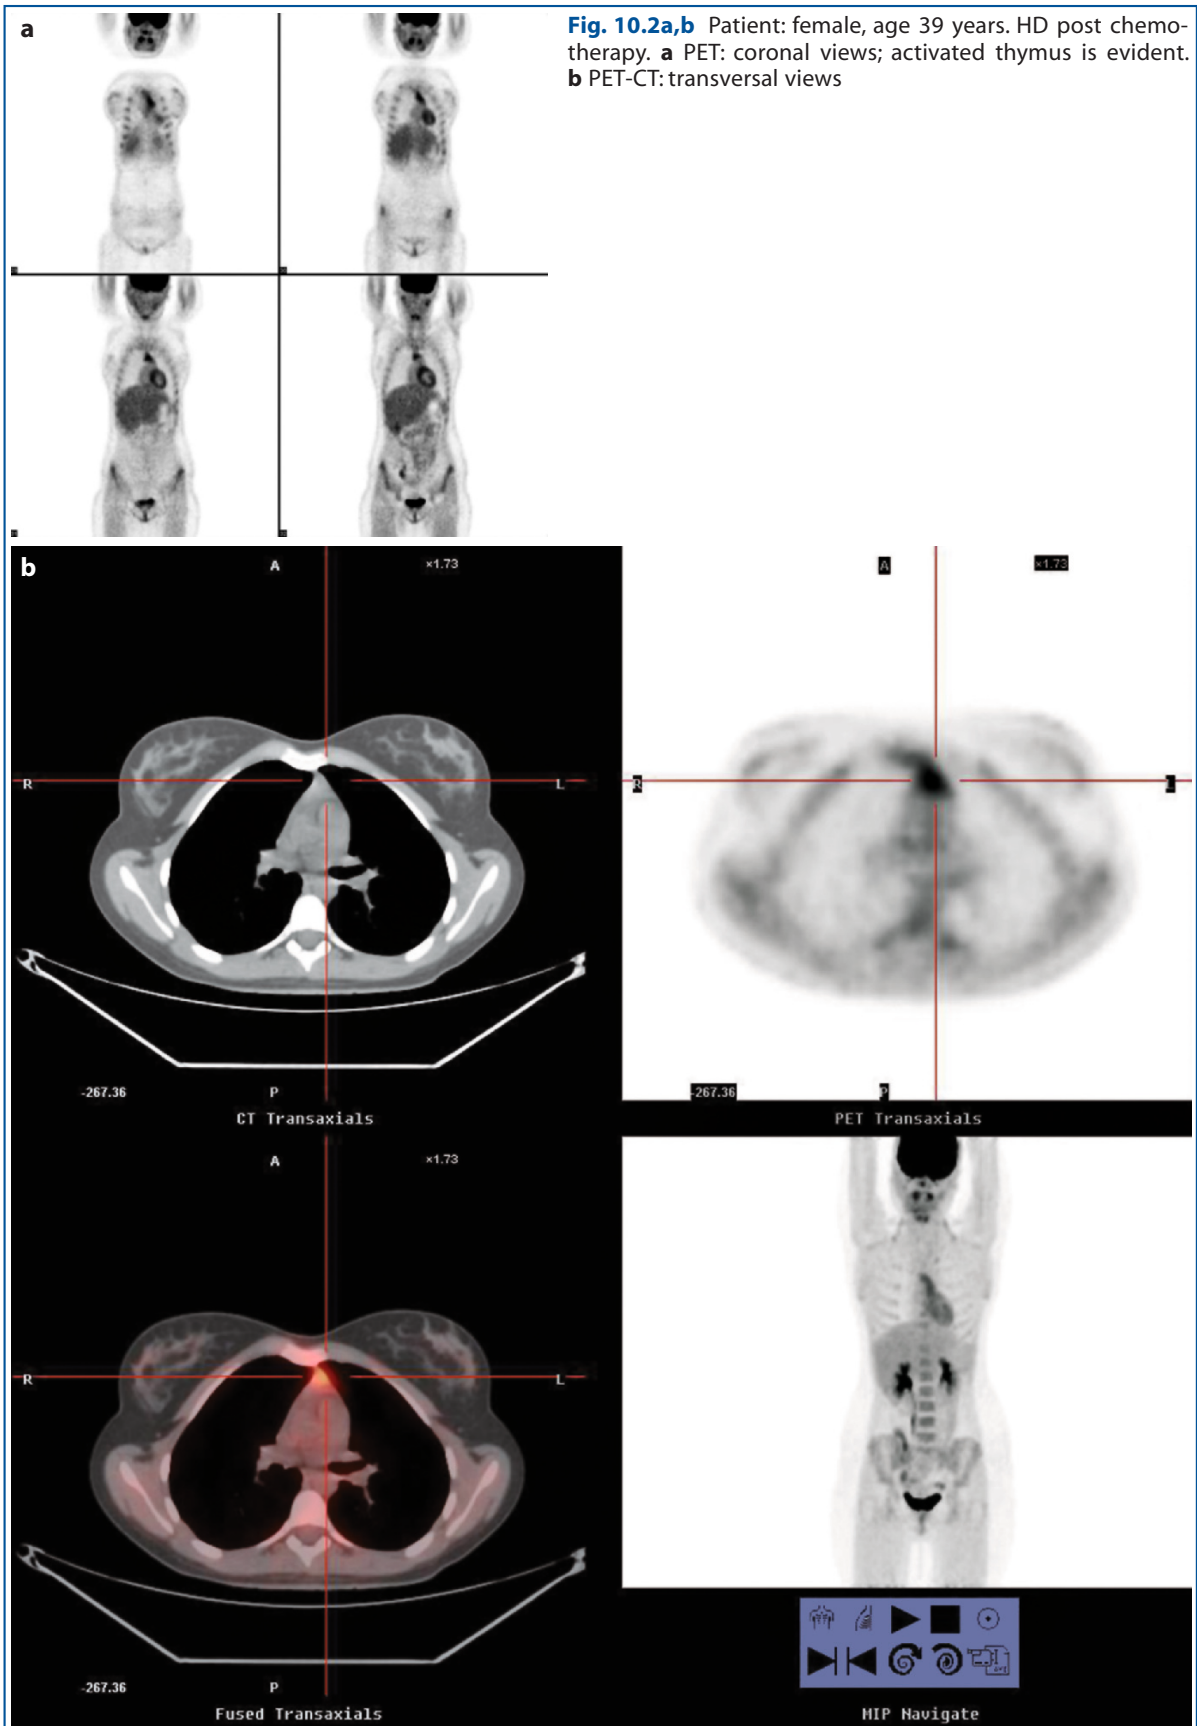 a
Fig. 10.2a,b Patient: female, age 39 years. HD post chemo-
therapy. a PET: coronal views; activated thymus is evident.
b PET-CT: transversal views
b
A
×1.73
R
L
-267.36
P
CT Transaxials
A
×1.73
R
-267.36
P
PET Transaxials
A
×1.73
R
L
-267.36
P
Fused Transaxials
MIP Navigate